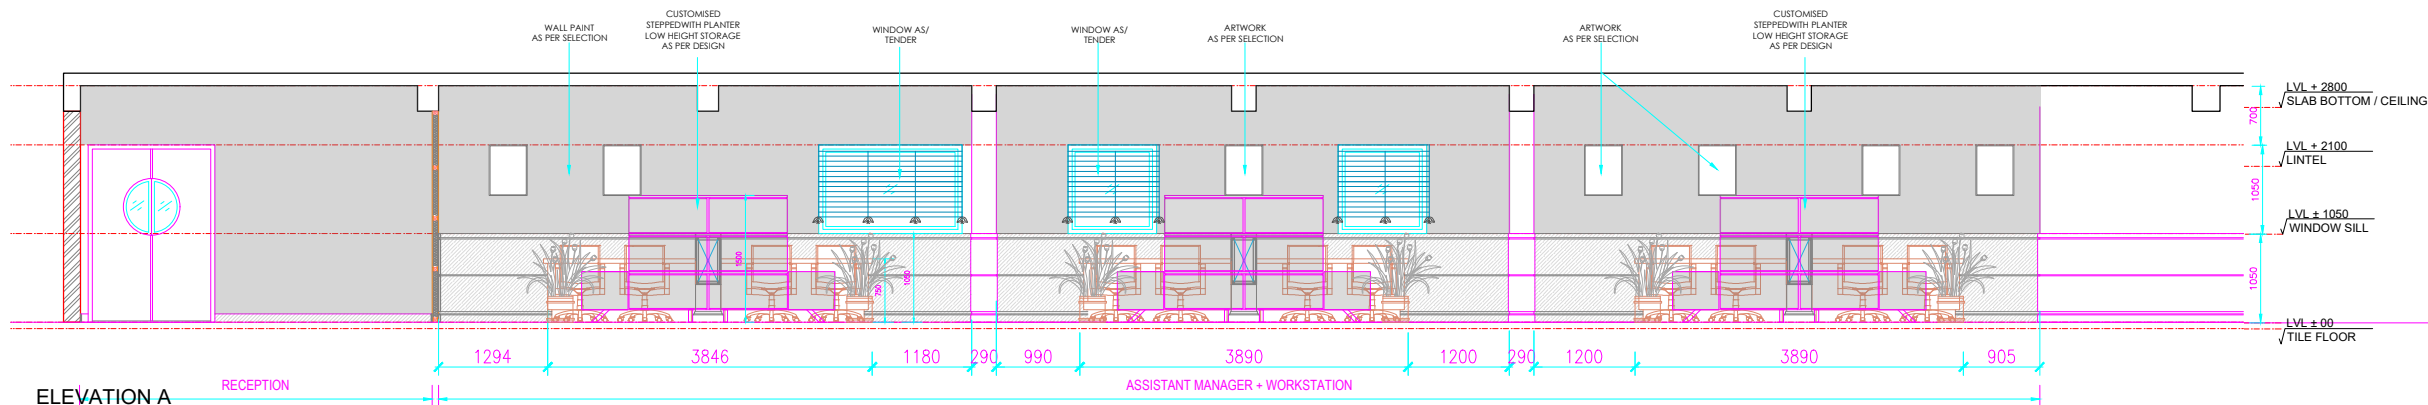 WALL PAINT
AS PER SELECTION
CUSTOMISED
STEPPEDWITH PLANTER
LOW HEIGHT STORAGE
AS PER DESIGN
WINDOW AS/
TENDER
WINDOW AS/
TENDER
ARTWORK
AS PER SELECTION
ARTWORK
AS PER SELECTION
CUSTOMISED
STEPPEDWITH PLANTER
LOW HEIGHT STORAGE
AS PER DESIGN
LVL + 2800
SLAB BOTTOM / CEILING
700
LVL + 2100
LINTEL
1050
LVL ± 1050
WINDOW SILL
1050
LVL ± 00
TILE FLOOR
1500
750
1050
1294
3846
1180
290
990
3890
1200
290
1200
3890
905
RECEPTION
ASSISTANT MANAGER + WORKSTATION
ELEVATION A